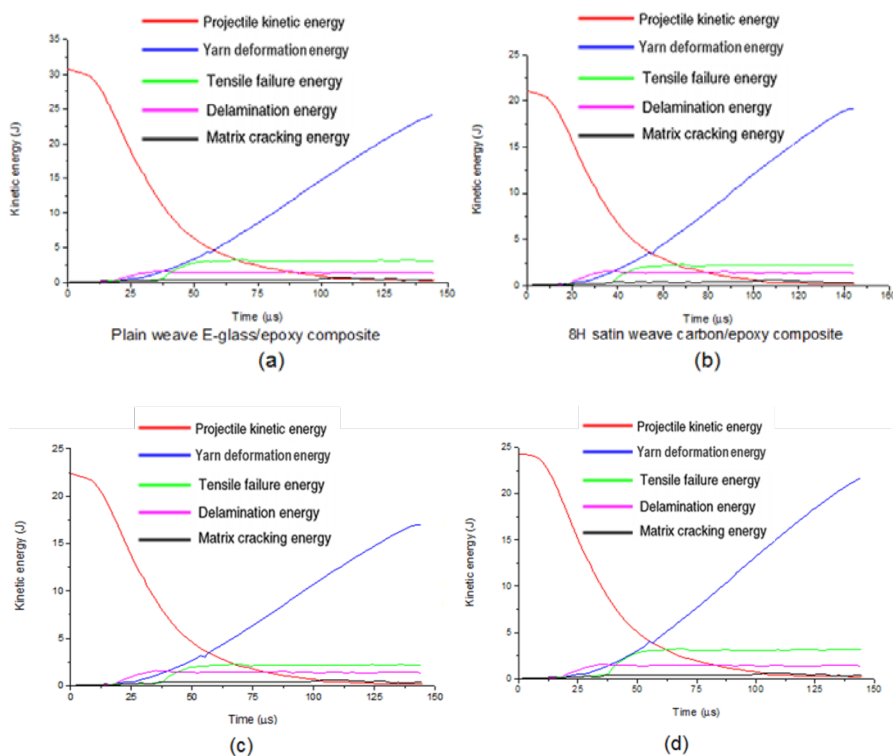 Projectile kinetic energy
Yarn deformation energy
Tensile failure energy
Delamination energy
Matrix cracking energy
Kinetic energy (J)
35
30
25
20
15
10
5
0
0 25 50 75 100 125 150
Time (µs)
Plain weave E-glass/epoxy composite
(a)
Projectile kinetic energy
Yarn deformation energy
Tensile failure energy
Delamination energy
Matrix cracking energy
Kinetic energy (J)
25
20
15
10
5
0
0 20 40 60 80 100 120 140 160
Time (µs)
8H satin weave carbon/epoxy composite
(b)
Projectile kinetic energy
Yarn deformation energy
Tensile failure energy
Delamination energy
Matrix cracking energy
Kinetic energy (J)
25
20
15
10
5
0
0 25 50 75 100 125 150
Time (µs)
(c)
Projectile kinetic energy
Yarn deformation energy
Tensile failure energy
Delamination energy
Matrix cracking energy
Kinetic energy (J)
25
20
15
10
5
0
0 25 50 75 100 125 150
Time (µs)
(d)